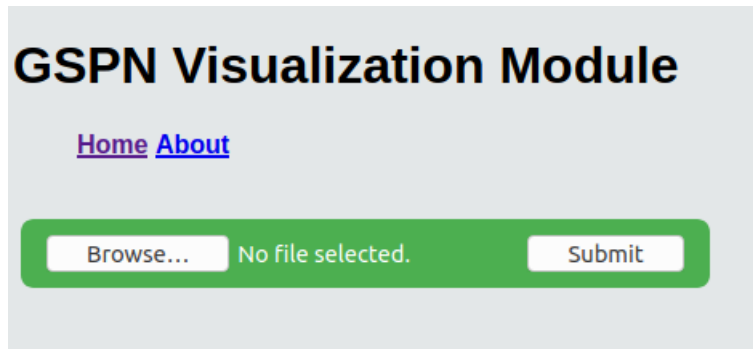 GSPN Visualization Module
Home About
Browse... No file selected. Submit